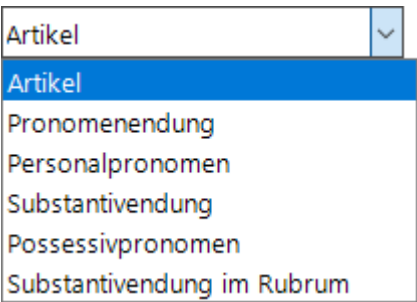 Artikel
Artikel
Pronomenendung
Personalpronomen
Substantivendung
Possessivpronomen
Substantivendung im Rubrum